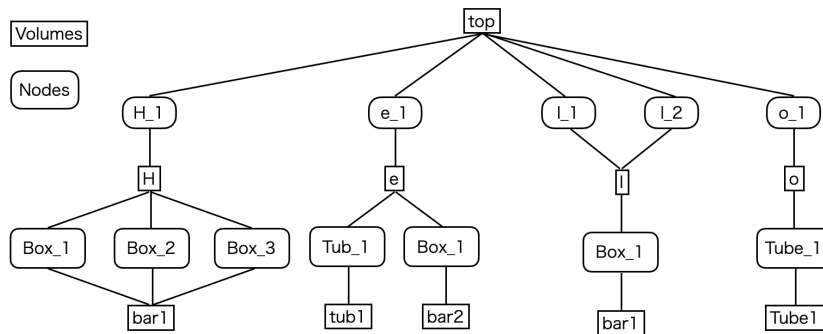 top
Volumes
Nodes
H_1
e_1
l_1
l_2
o_1
H
e
l
o
Box_1
Box_2
Box_3
Tub_1
Box_1
Box_1
Tube_1
bar1
tub1
bar2
bar1
Tube1